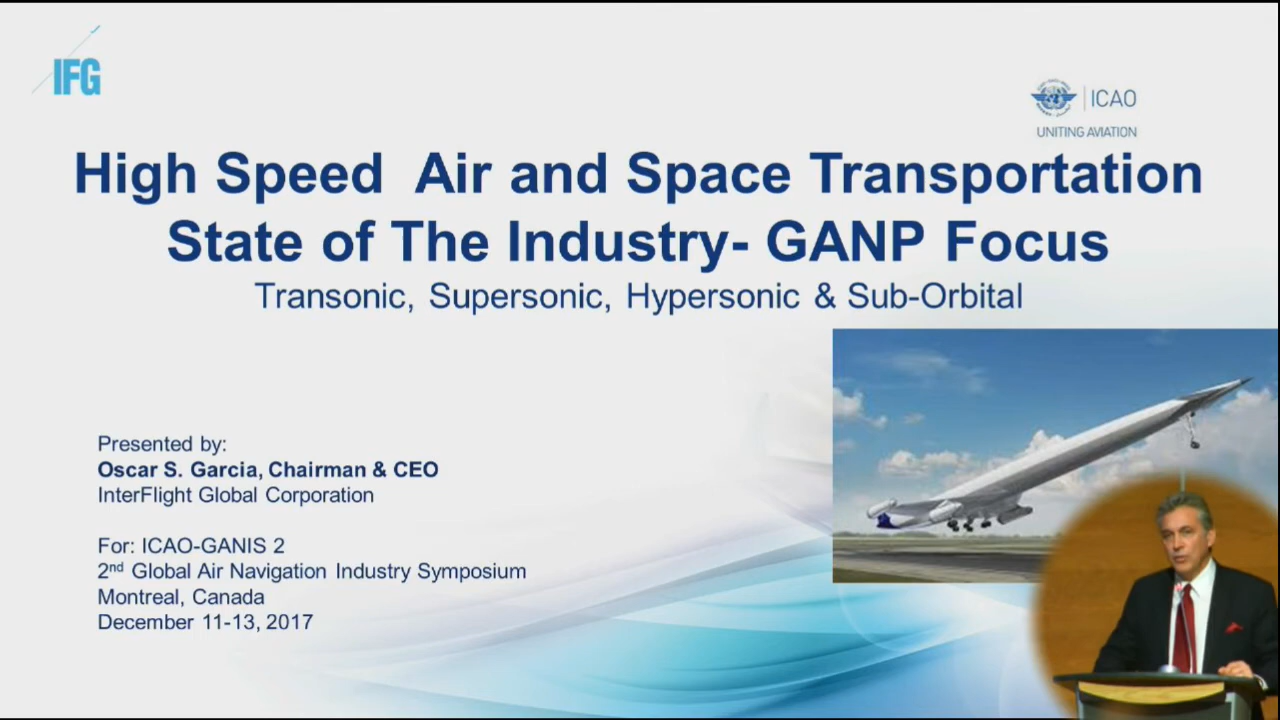 IFG
ICAO
UNITING AVIATION
High Speed Air and Space Transportation
State of The Industry- GANP Focus
Transonic, Supersonic, Hypersonic & Sub-Orbital
Presented by:
Oscar S. Garcia, Chairman & CEO
InterFlight Global Corporation
For: ICAO-GANIS 2
2nd Global Air Navigation Industry Symposium
Montreal, Canada
December 11-13, 2017